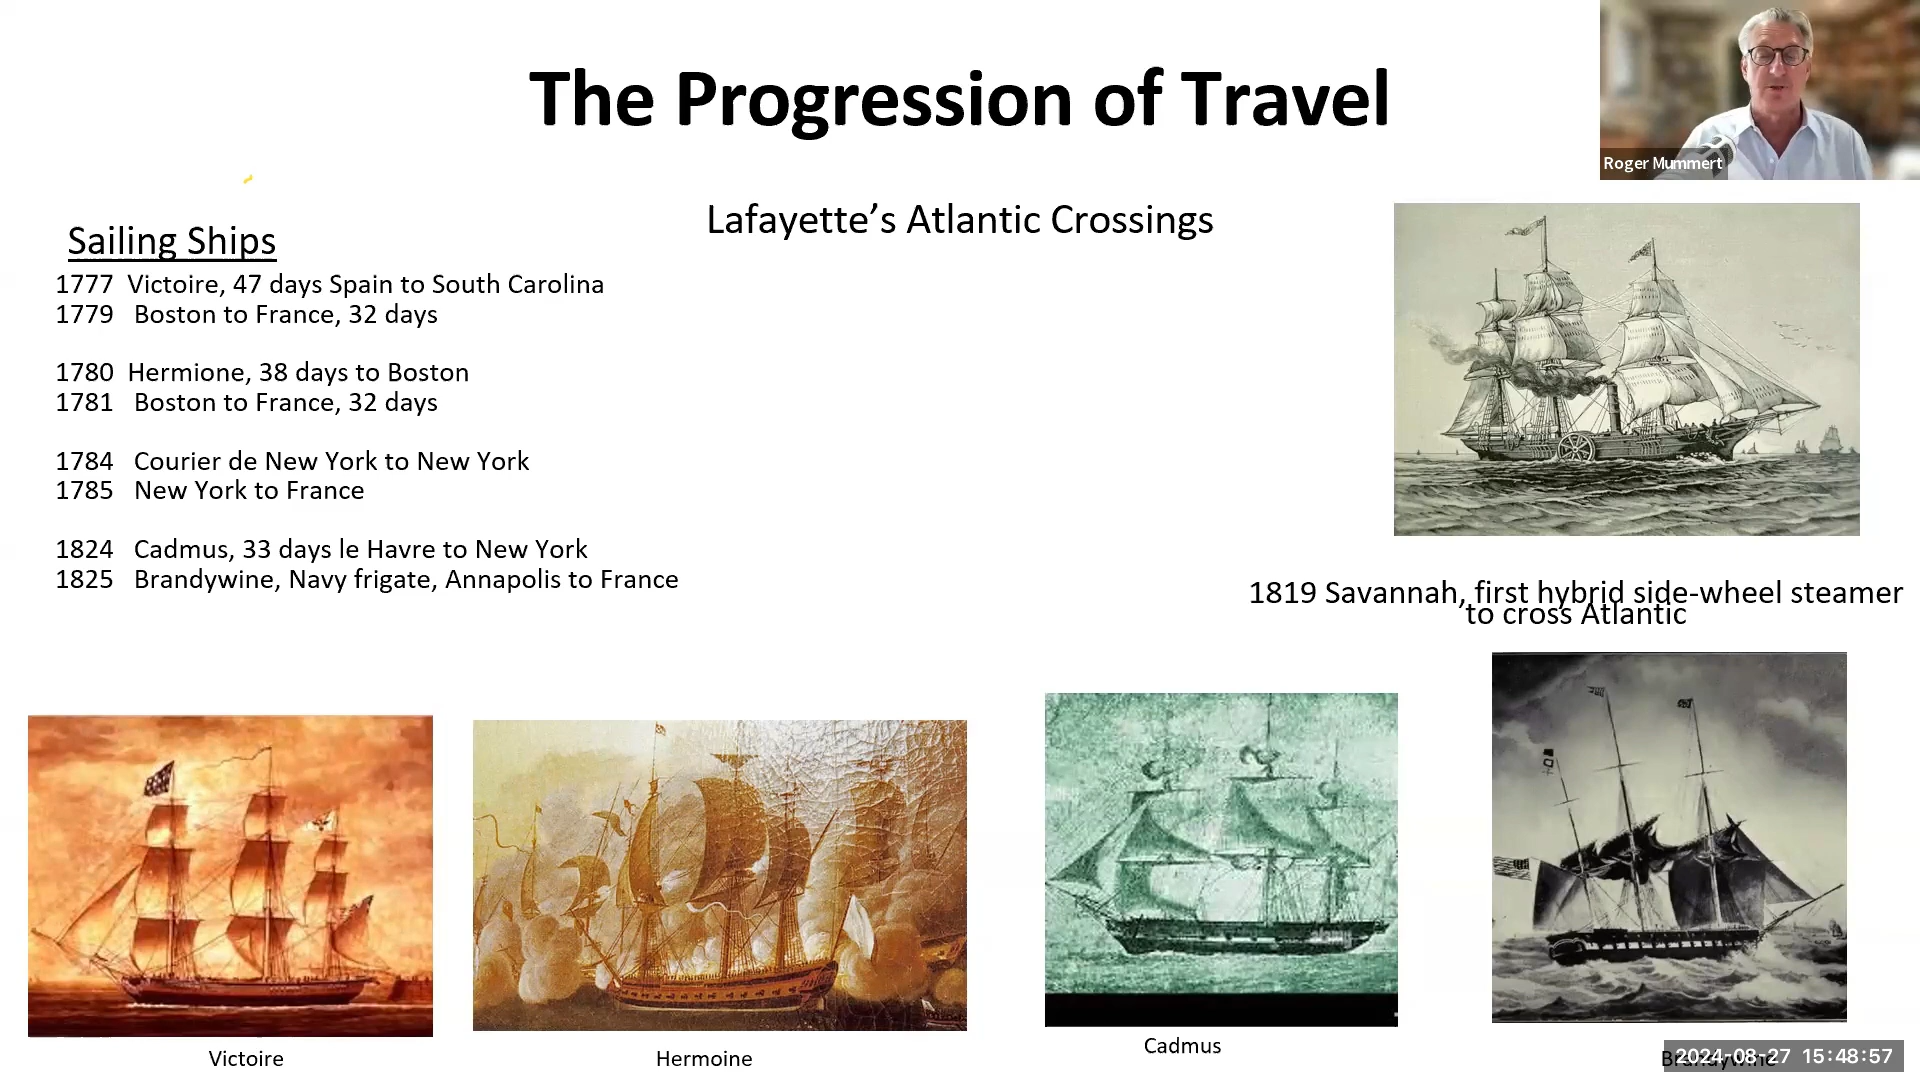 The Progression of Travel
Roger Mummert
Lafayette’s Atlantic Crossings
Sailing Ships
1777 Victoire, 47 days Spain to South Carolina
1779 Boston to France, 32 days
1780 Hermione, 38 days to Boston
1781 Boston to France, 32 days
1784 Courier de New York to New York
1785 New York to France
1824 Cadmus, 33 days le Havre to New York
1825 Brandywine, Navy frigate, Annapolis to France
1819 Savannah, first hybrid side-wheel steamer
to cross Atlantic
Victoire
Hermoine
Cadmus
Brandywine
2024-08-27 15:48:57